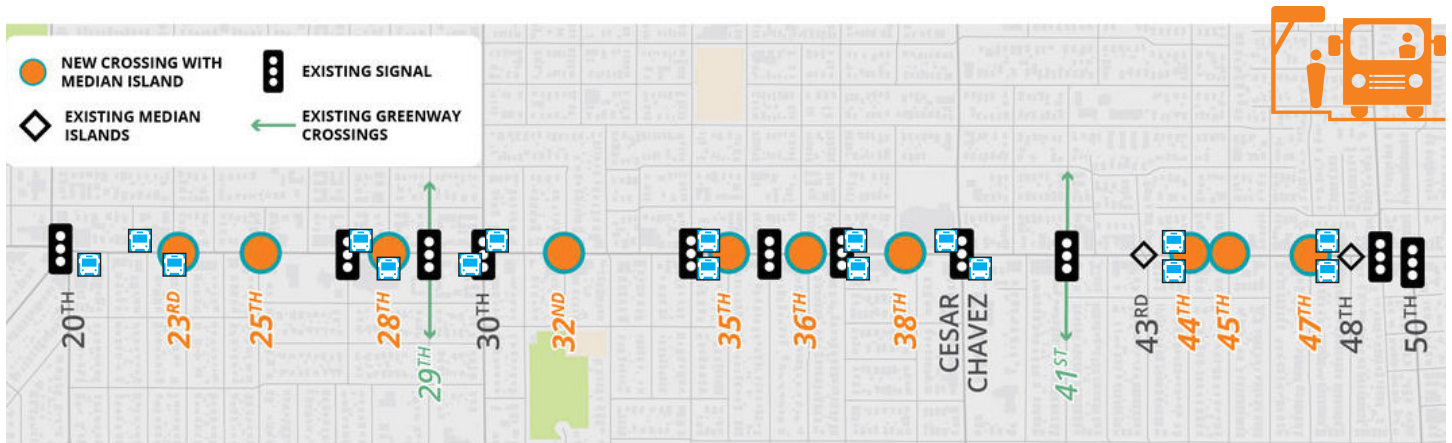 NEW CROSSING WITH
MEDIAN ISLAND
EXISTING SIGNAL
EXISTING MEDIAN
ISLANDS
EXISTING GREENWAY
CROSSINGS
20TH
23RD
25TH
28TH
29TH
30TH
32ND
35TH
36TH
38TH
CESAR
CHAVEZ
41ST
43RD
44TH
45TH
47TH
48TH
50TH